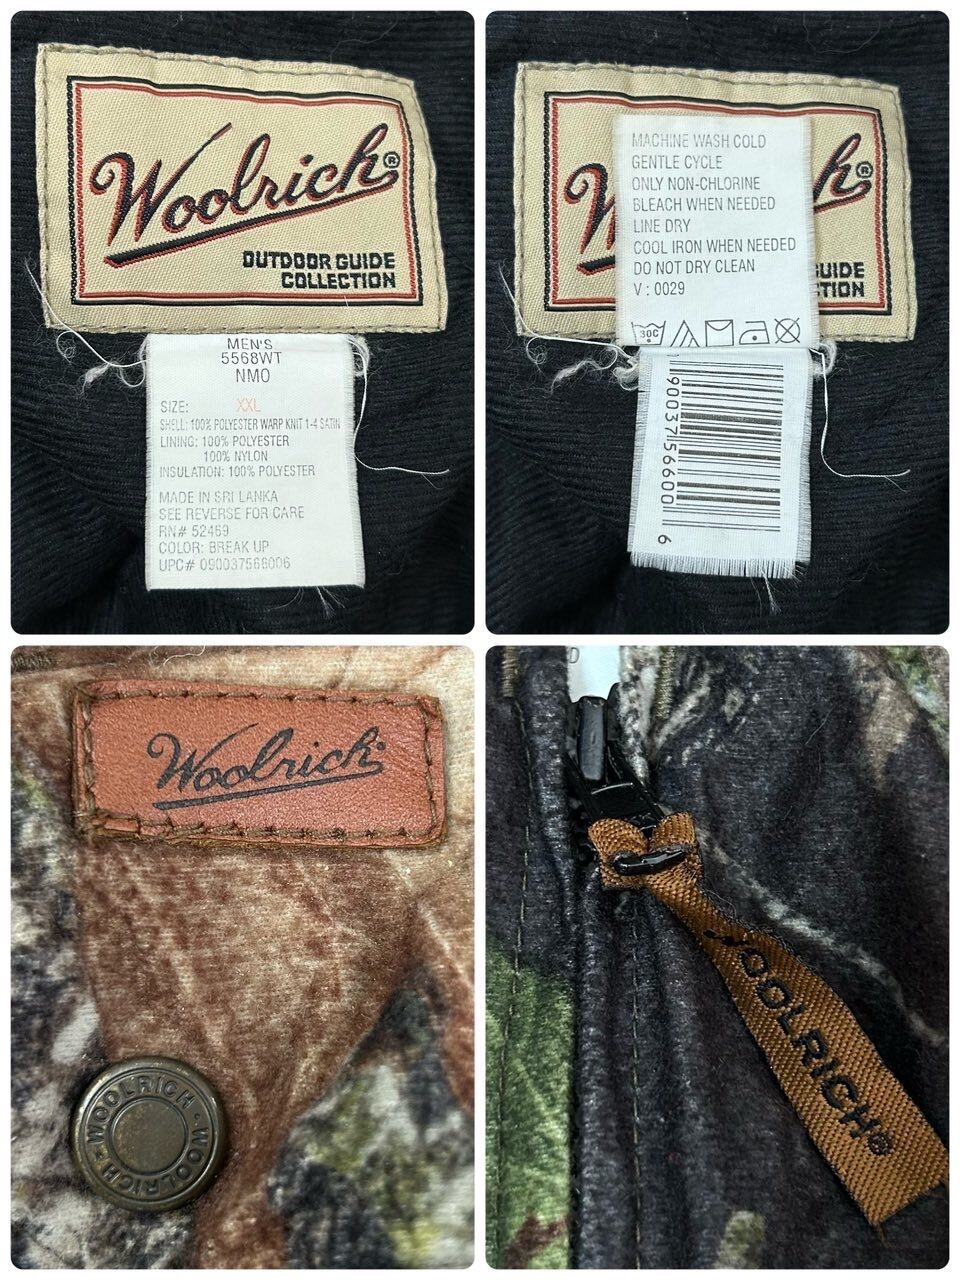 Woolrich®
OUTDOOR GUIDE
COLLECTION
MEN'S
5568WT
NMO
SIZE: XXL
SHELL: 100% POLYESTER WARP KNIT 1-4 SATIN
LINING: 100% POLYESTER
100% NYLON
INSULATION: 100% POLYESTER
MADE IN SRI LANKA
SEE REVERSE FOR CARE
RN# 52469
COLOR: BREAK UP
UPC# 090037566006
h®
GUIDE
TION
MACHINE WASH COLD
GENTLE CYCLE
ONLY NON-CHLORINE
BLEACH WHEN NEEDED
LINE DRY
COOL IRON WHEN NEEDED
DO NOT DRY CLEAN
V : 0029
30C
0 9003756600 6
Woolrich
WOOLRICH · WOOLRICH ·
WOOLRICH®